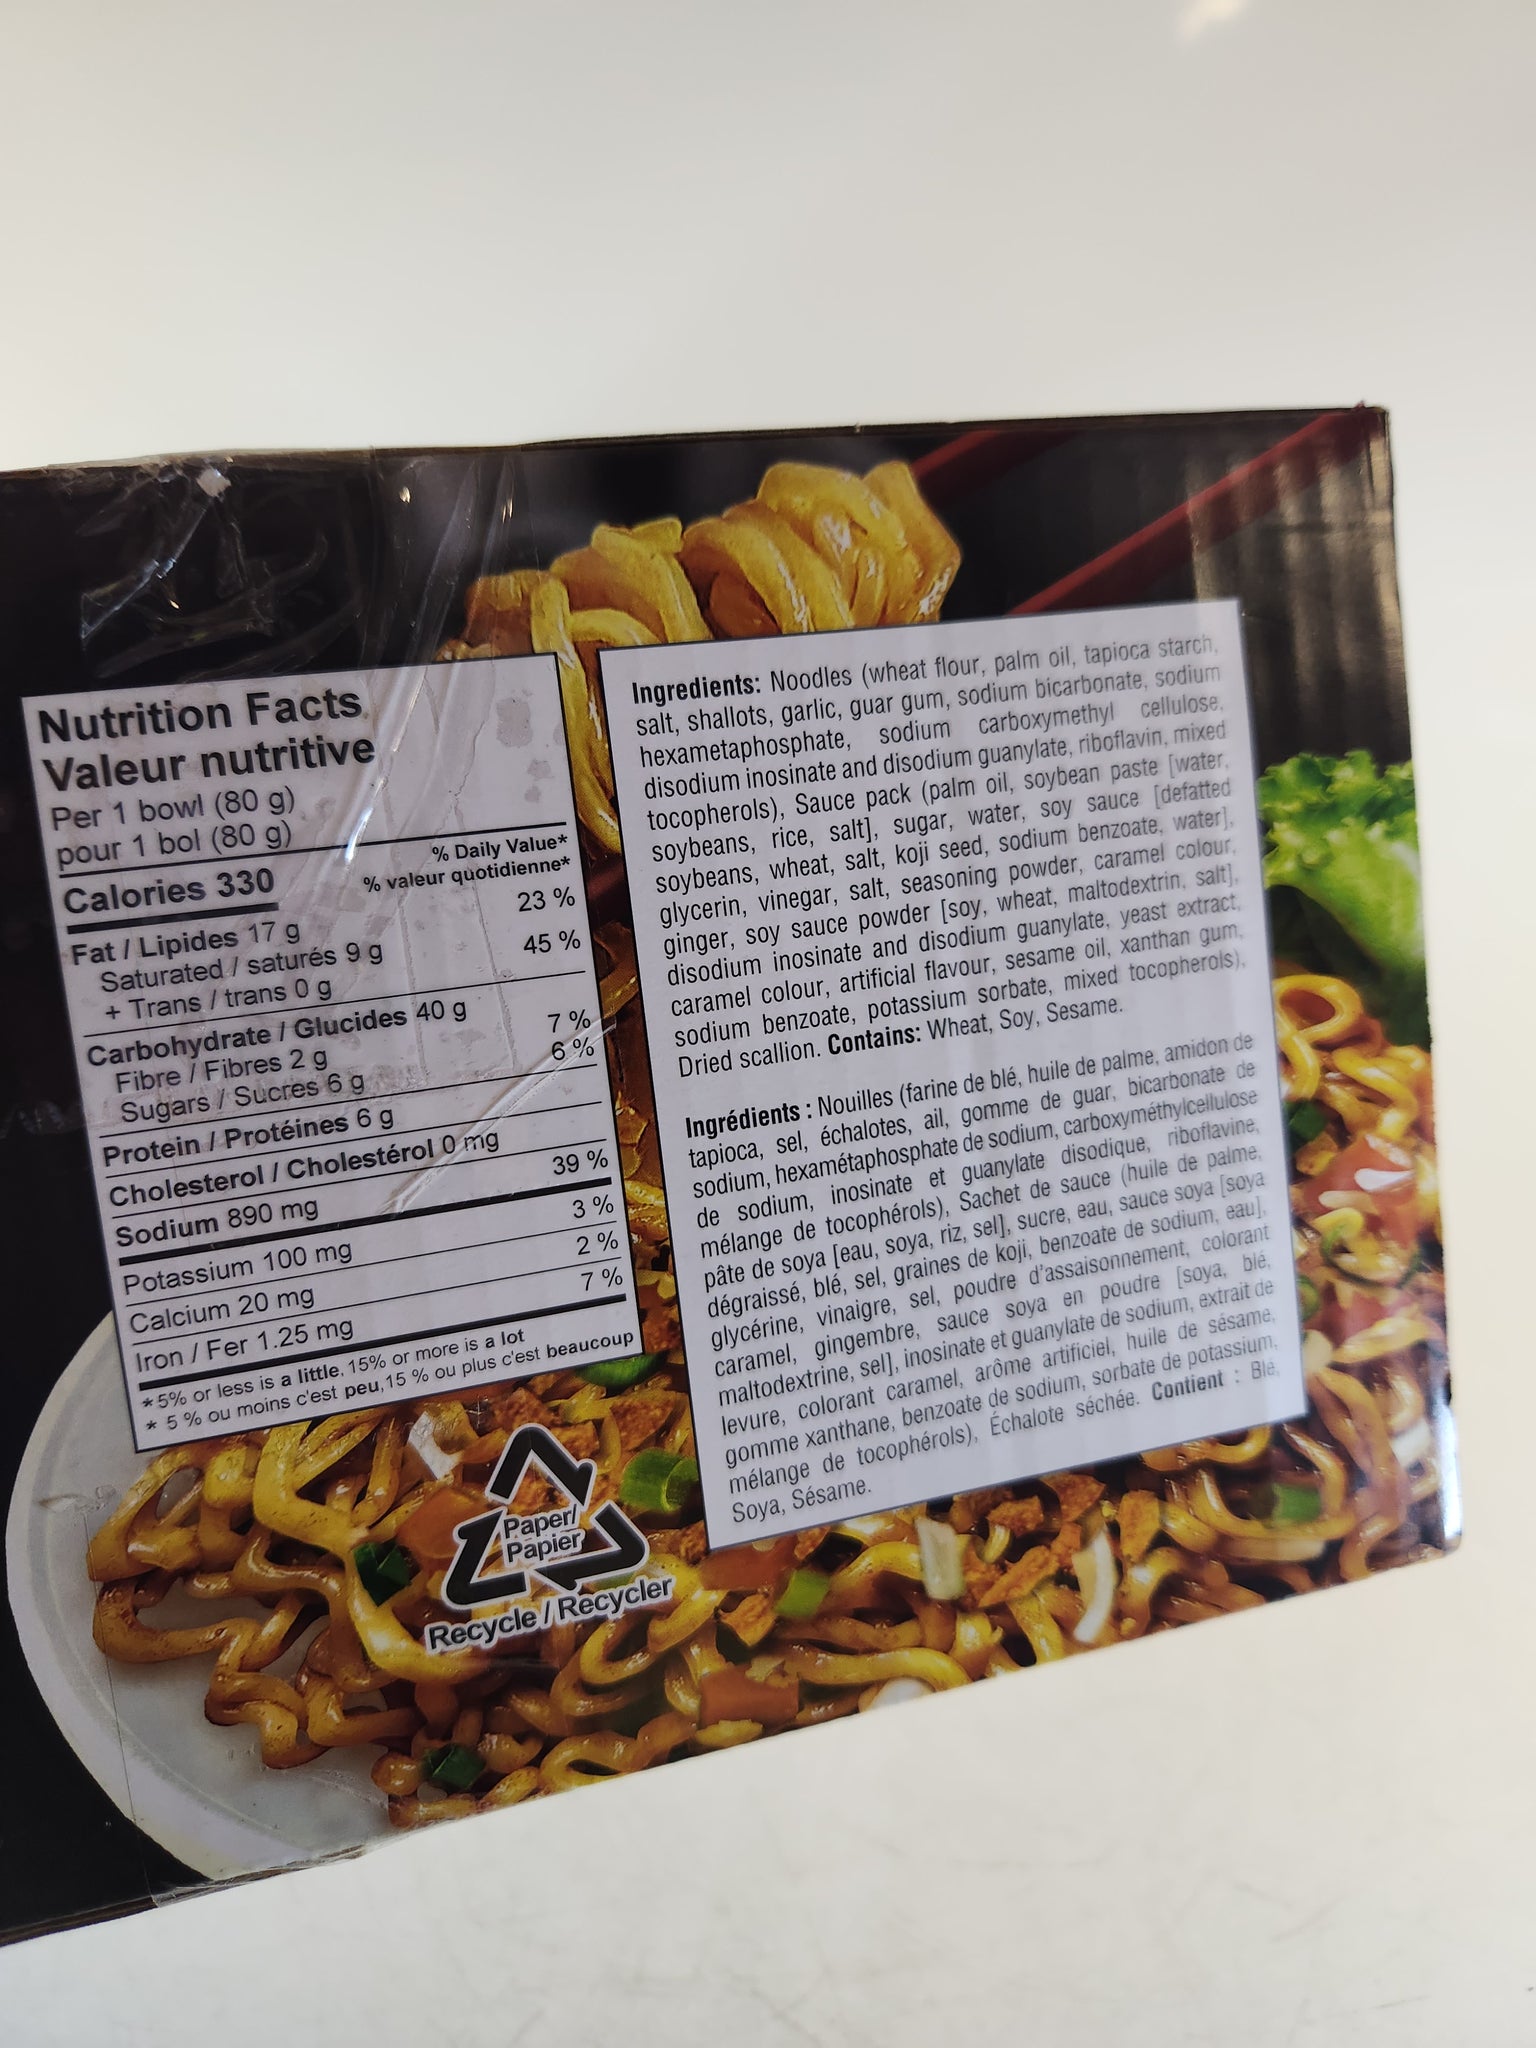 Nutrition Facts
Valeur nutritive
Per 1 bowl (80 g)
pour 1 bol (80 g)
Calories 330
% Daily Value*
% valeur quotidienne*
Fat / Lipides 17 g 23 %
Saturated / saturés 9 g 45 %
+ Trans / trans 0 g
Carbohydrate / Glucides 40 g
Fibre / Fibres 2 g 7 %
Sugars / Sucres 6 g 6 %
Protein / Protéines 6 g
Cholesterol / Cholestérol 0 mg
Sodium 890 mg 39 %
Potassium 100 mg 3 %
Calcium 20 mg 2 %
Iron / Fer 1.25 mg 7 %
*5% or less is a little, 15% or more is a lot
* 5 % ou moins c'est peu,15 % ou plus c'est beaucoup
Ingredients: Noodles (wheat flour, palm oil, tapioca starch,
salt, shallots, garlic, guar gum, sodium bicarbonate, sodium
hexametaphosphate, sodium carboxymethyl cellulose,
disodium inosinate and disodium guanylate, riboflavin, mixed
tocopherols), Sauce pack (palm oil, soybean paste [water,
soybeans, rice, salt], sugar, water, soy sauce [defatted
soybeans, wheat, salt, koji seed, sodium benzoate, water],
glycerin, vinegar, salt, seasoning powder, caramel colour,
ginger, soy sauce powder [soy, wheat, maltodextrin, salt],
disodium inosinate and disodium guanylate, yeast extract,
caramel colour, artificial flavour, sesame oil, xanthan gum,
sodium benzoate, potassium sorbate, mixed tocopherols),
Dried scallion. Contains: Wheat, Soy, Sesame.
Ingrédients : Nouilles (farine de blé, huile de palme, amidon de
tapioca, sel, échalotes, ail, gomme de guar, bicarbonate de
sodium, hexamétaphosphate de sodium, carboxyméthylcellulose
de sodium, inosinate et guanylate disodique, riboflavine,
mélange de tocophérols), Sachet de sauce (huile de palme,
pâte de soya [eau, soya, riz, sel], sucre, eau, sauce soya [soya
dégraissé, blé, sel, graines de koji, benzoate de sodium, eau],
glycérine, vinaigre, sel, poudre d'assaisonnement, colorant
caramel, gingembre, sauce soya en poudre [soya, blé,
maltodextrine, sel], inosinate et guanylate de sodium, extrait de
levure, colorant caramel, arôme artificiel, huile de sésame,
gomme xanthane, benzoate de sodium, sorbate de potassium,
mélange de tocophérols), Échalote séchée. Contient : Blé,
Soya, Sésame.
Paper/
Papier
Recycle / Recycler